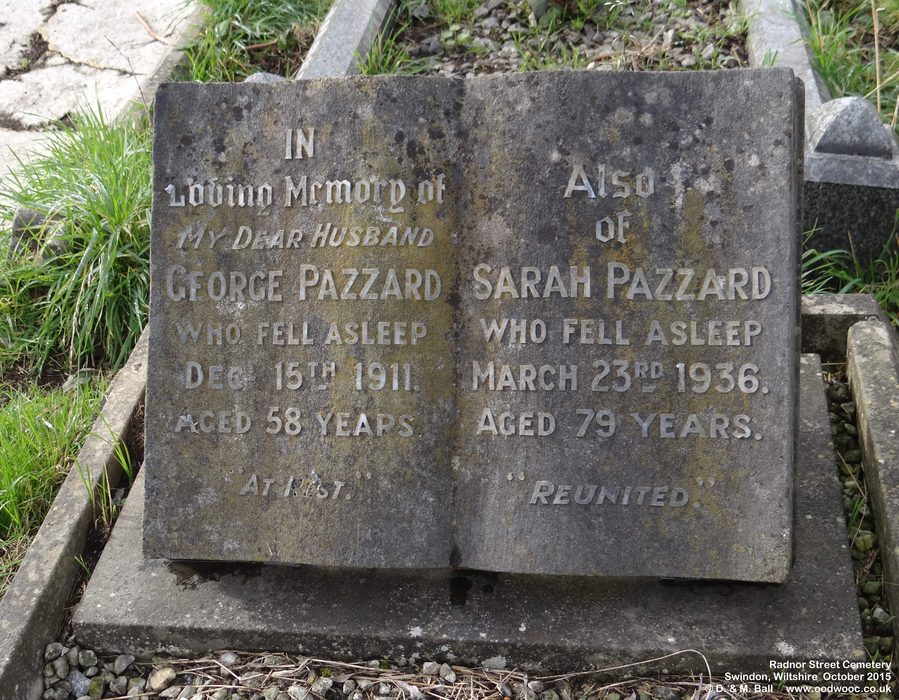 IN
Loving Memory of
MY DEAR HUSBAND
GEORGE PAZZARD
WHO FELL ASLEEP
DEC. 15TH 1911.
AGED 58 YEARS.
"AT REST."
Also
of
SARAH PAZZARD
WHO FELL ASLEEP
MARCH 23RD 1936.
AGED 79 YEARS.
"REUNITED."
Radnor Street Cemetery
Swindon, Wiltshire October 2015
© D. & M. Ball www.oodwooc.co.uk